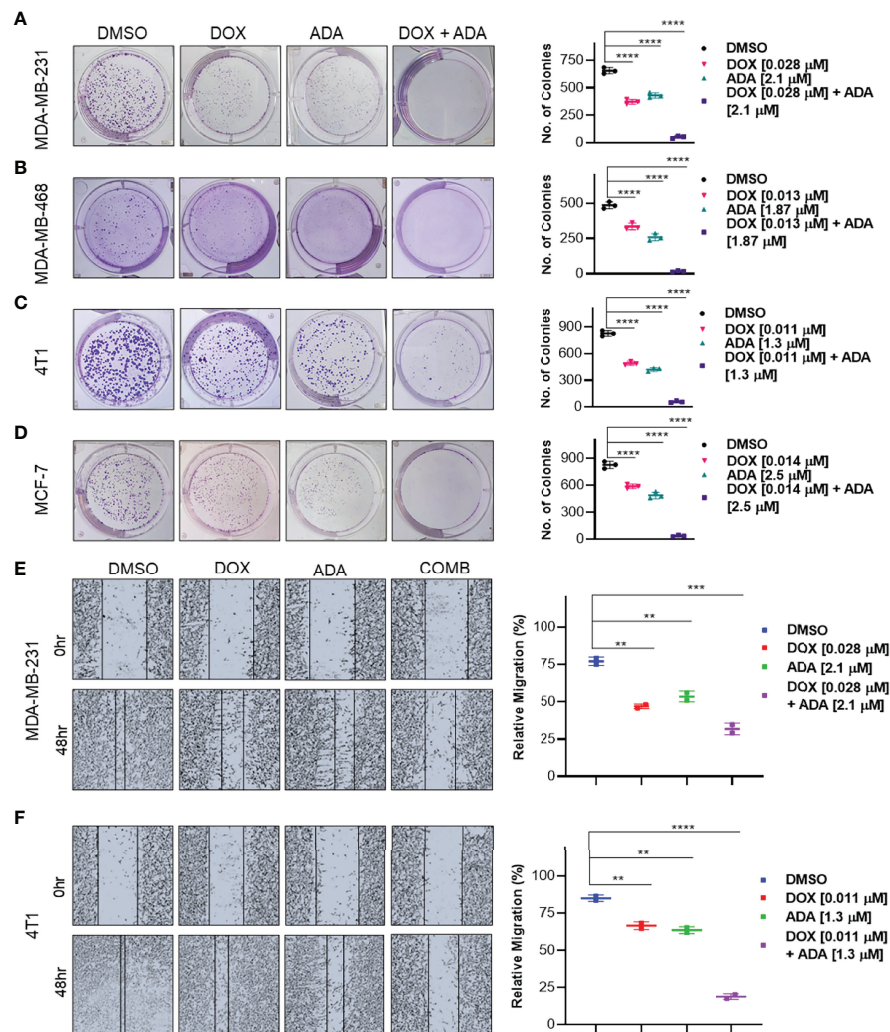 A
DMSO DOX ADA DOX + ADA
MDA-MB-231
No. of Colonies
750
500
250
0
****
****
****
DMSO
DOX [0.028 μM]
ADA [2.1 μM]
DOX [0.028 μM] + ADA
[2.1 μM]
B
MDA-MB-468
No. of Colonies
500
250
0
****
****
****
DMSO
DOX [0.013 μM]
ADA [1.87 μM]
DOX [0.013 μM] + ADA
[1.87 μM]
C
4T1
No. of Colonies
900
600
300
0
****
****
****
DMSO
DOX [0.011 μM]
ADA [1.3 μM]
DOX [0.011 μM] + ADA
[1.3 μM]
D
MCF-7
No. of Colonies
900
600
300
0
****
****
****
DMSO
DOX [0.014 μM]
ADA [2.5 μM]
DOX [0.014 μM] + ADA
[2.5 μM]
E
DMSO DOX ADA COMB
MDA-MB-231
0hr
48hr
Relative Migration (%)
100
75
50
25
0
***
**
**
DMSO
DOX [0.028 μM]
ADA [2.1 μM]
DOX [0.028 μM]
+ ADA [2.1 μM]
F
4T1
0hr
48hr
Relative Migration (%)
100
75
50
25
0
****
**
**
DMSO
DOX [0.011 μM]
ADA [1.3 μM]
DOX [0.011 μM]
+ ADA [1.3 μM]